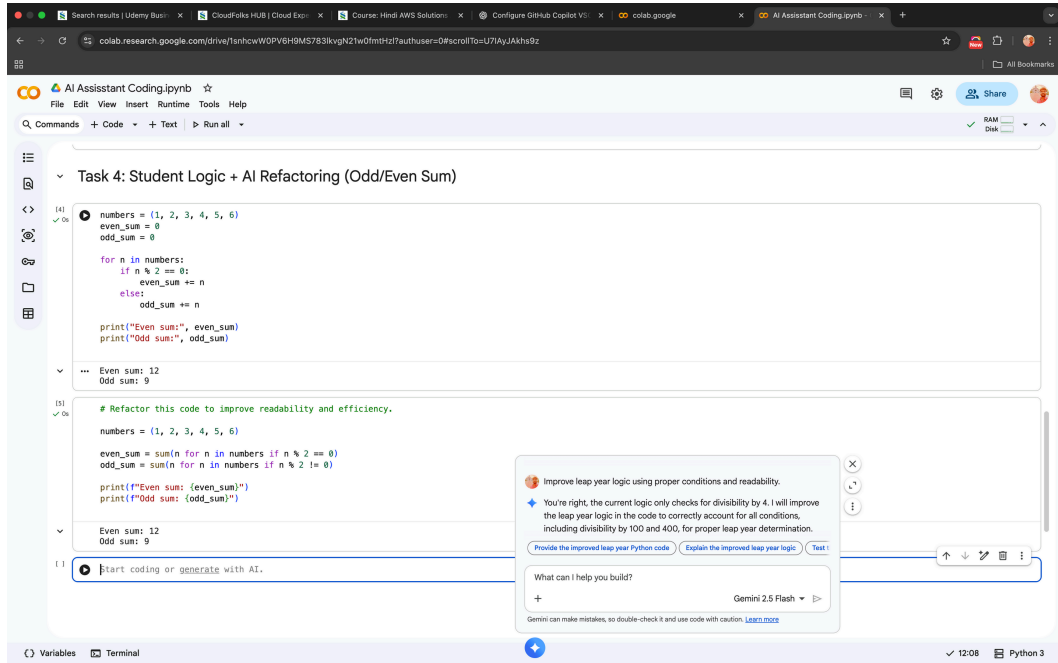 Search results | Udemy Busin
CloudFolks HUB | Cloud Expe
Course: Hindi AWS Solutions
Configure GitHub Copilot VS
colab.google
AI Assisstant Coding.ipynb -
colab.research.google.com/drive/1snhcwW0PV6H9MS783lkvgN21w0fmtHzI?authuser=0#scrollTo=U7IAyJAkhs9z
New
All Bookmarks
AI Assisstant Coding.ipynb
File Edit View Insert Runtime Tools Help
Share
Commands + Code + Text Run all
RAM
Disk
Task 4: Student Logic + AI Refactoring (Odd/Even Sum)
[4]
0s
numbers = (1, 2, 3, 4, 5, 6)
even_sum = 0
odd_sum = 0
for n in numbers:
if n % 2 == 0:
even_sum += n
else:
odd_sum += n
print("Even sum:", even_sum)
print("Odd sum:", odd_sum)
Even sum: 12
Odd sum: 9
[5]
0s
# Refactor this code to improve readability and efficiency.
numbers = (1, 2, 3, 4, 5, 6)
even_sum = sum(n for n in numbers if n % 2 == 0)
odd_sum = sum(n for n in numbers if n % 2 != 0)
print(f"Even sum: {even_sum}")
print(f"Odd sum: {odd_sum}")
Even sum: 12
Odd sum: 9
[ ]
Start coding or generate with AI.
Improve leap year logic using proper conditions and readability.
You're right, the current logic only checks for divisibility by 4. I will improve
the leap year logic in the code to correctly account for all conditions,
including divisibility by 100 and 400, for proper leap year determination.
Provide the improved leap year Python code
Explain the improved leap year logic
Test
What can I help you build?
+ Gemini 2.5 Flash
Gemini can make mistakes, so double-check it and use code with caution. Learn more
Variables Terminal
12:08 Python 3